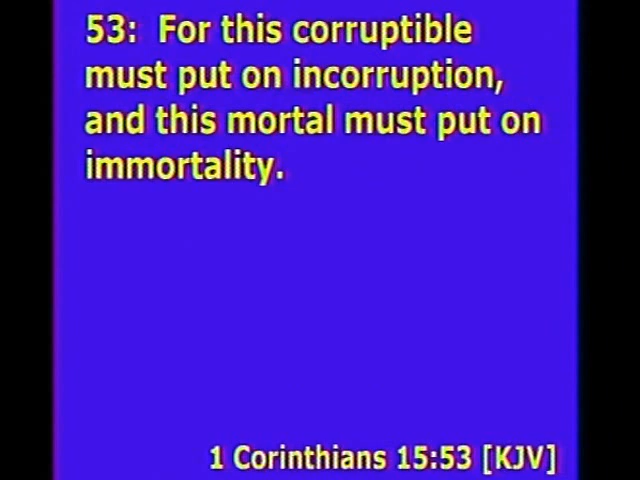 53:  For this corruptible
must put on incorruption,
and this mortal must put on
immortality.
1 Corinthians 15:53 [KJV]